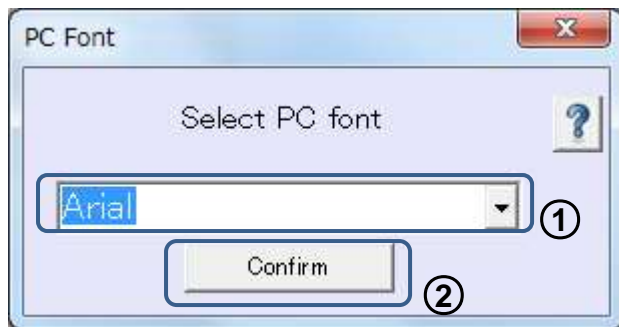 PC Font
Select PC font
?
Arial
①
Confirm
②